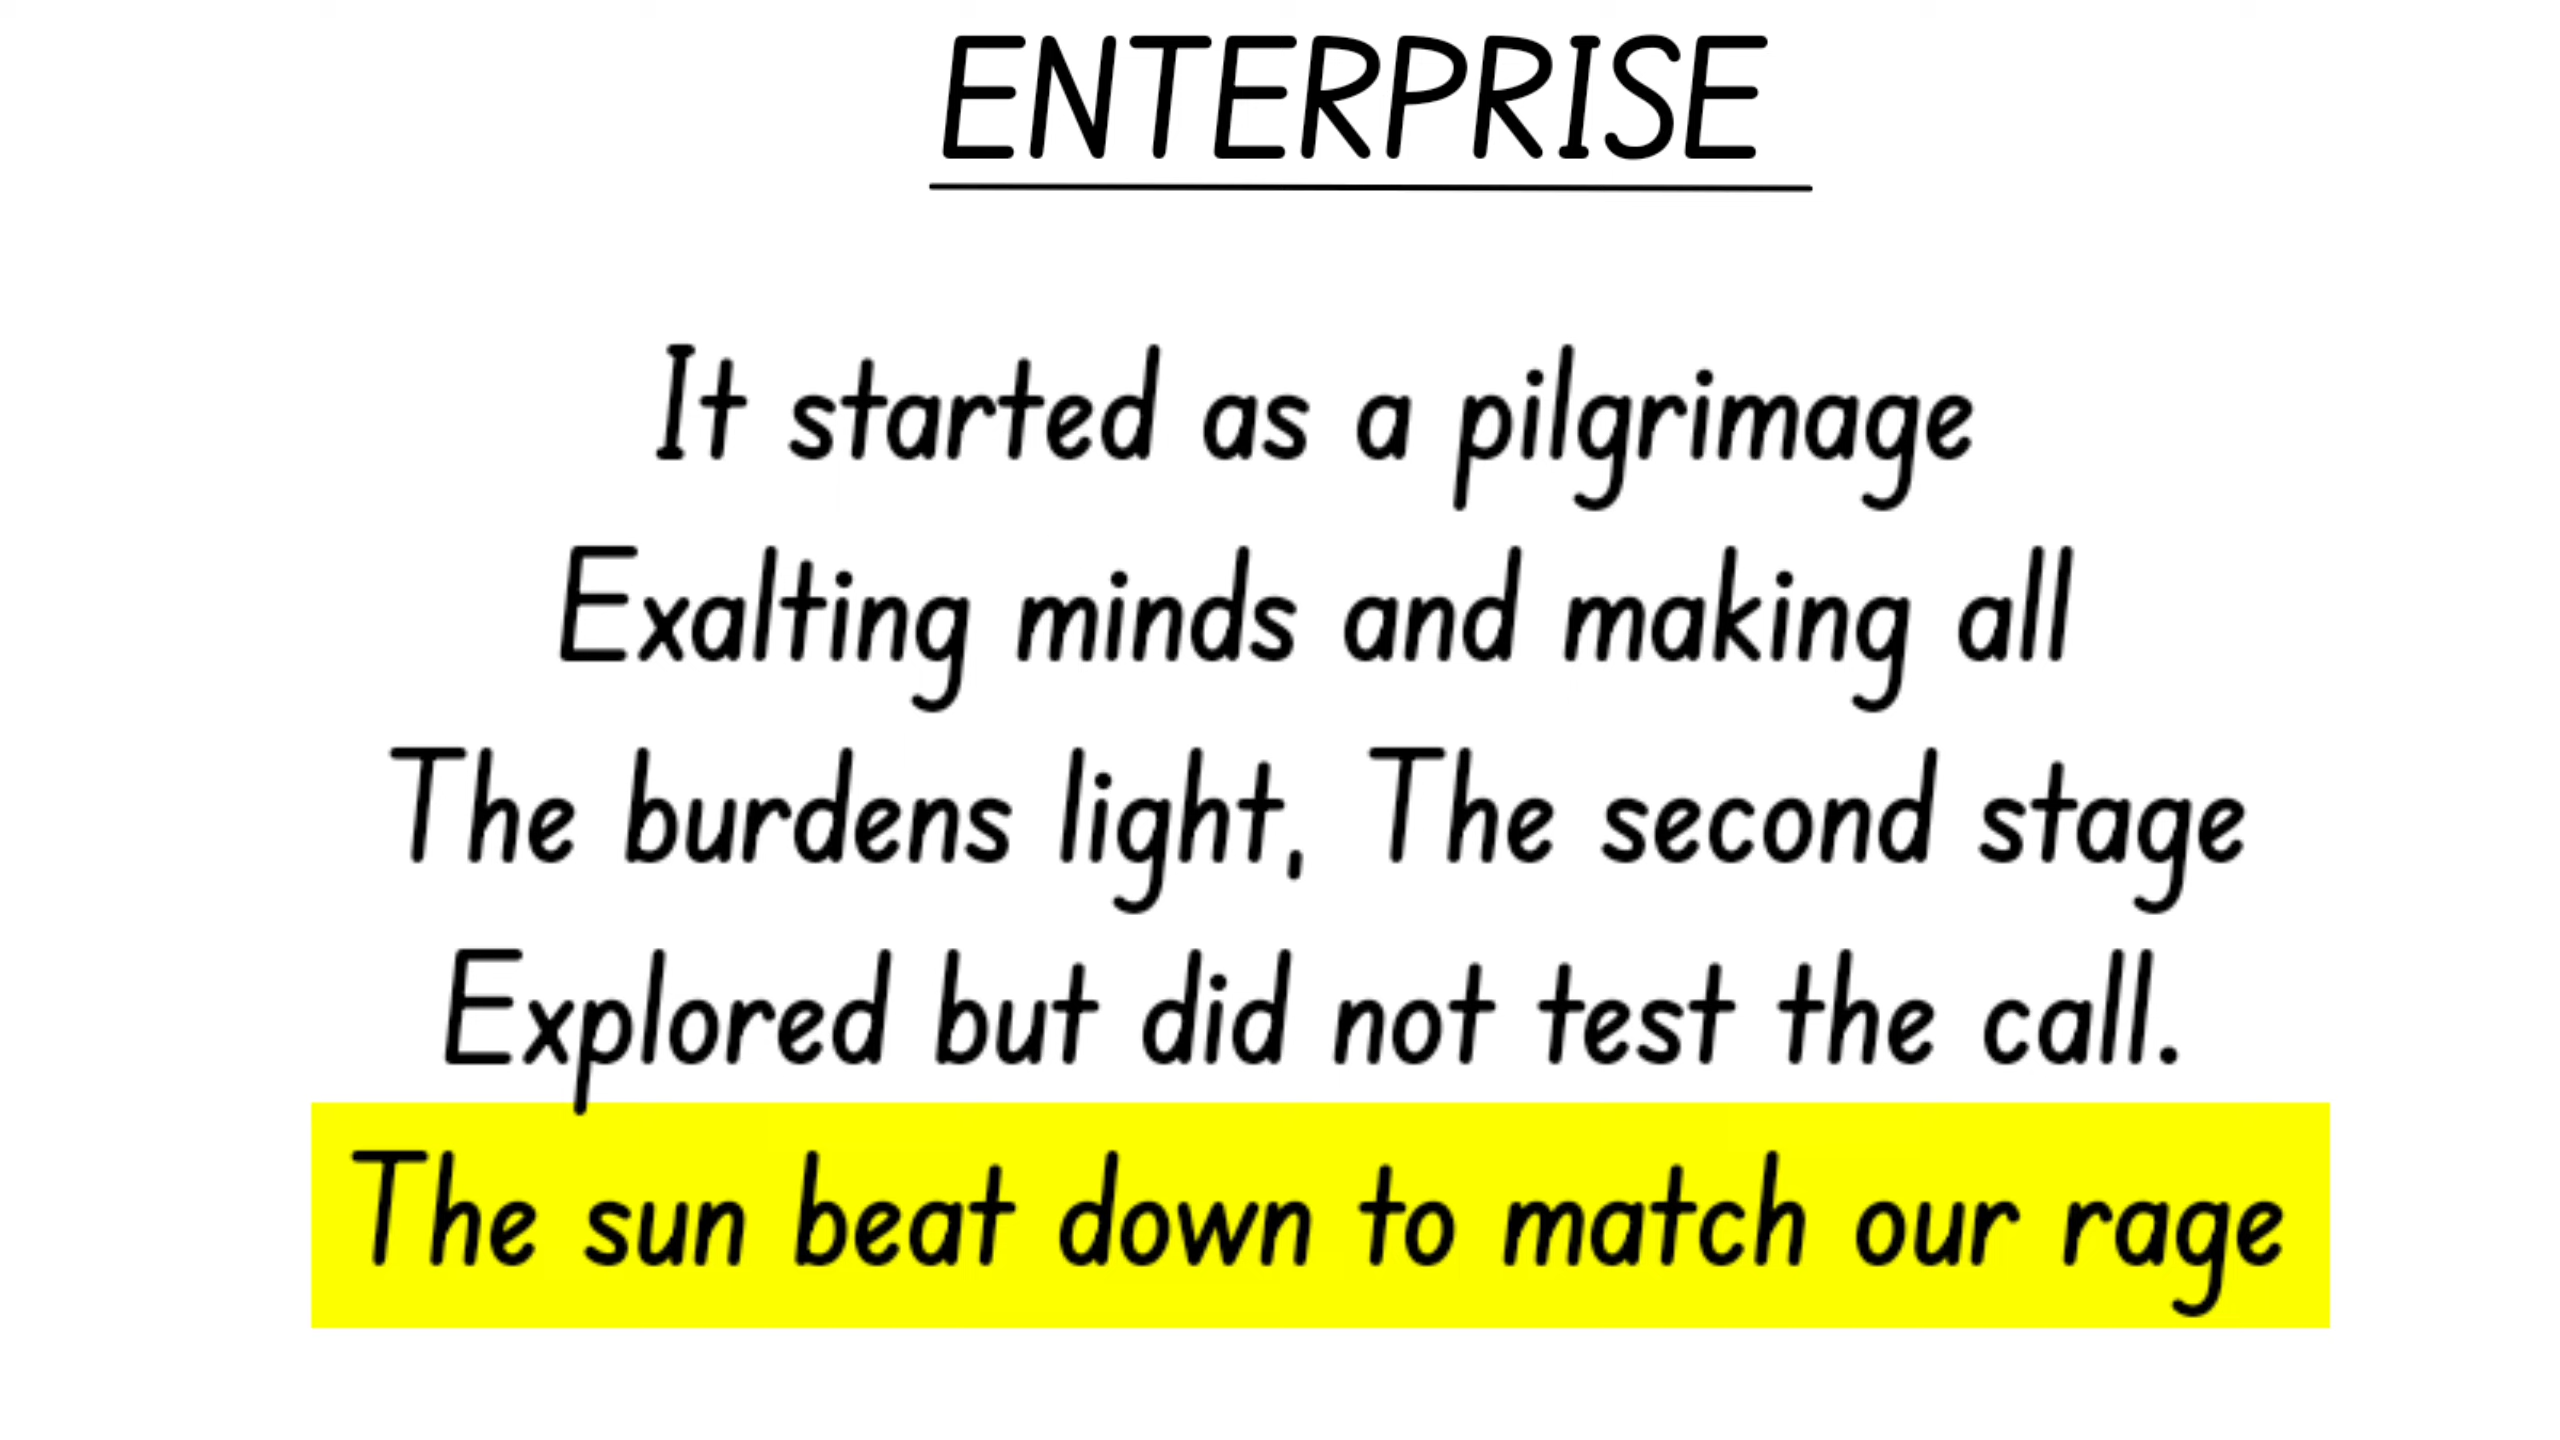 ENTERPRISE
It started as a pilgrimage
Exalting minds and making all
The burdens light, The second stage
Explored but did not test the call.
The sun beat down to match our rage